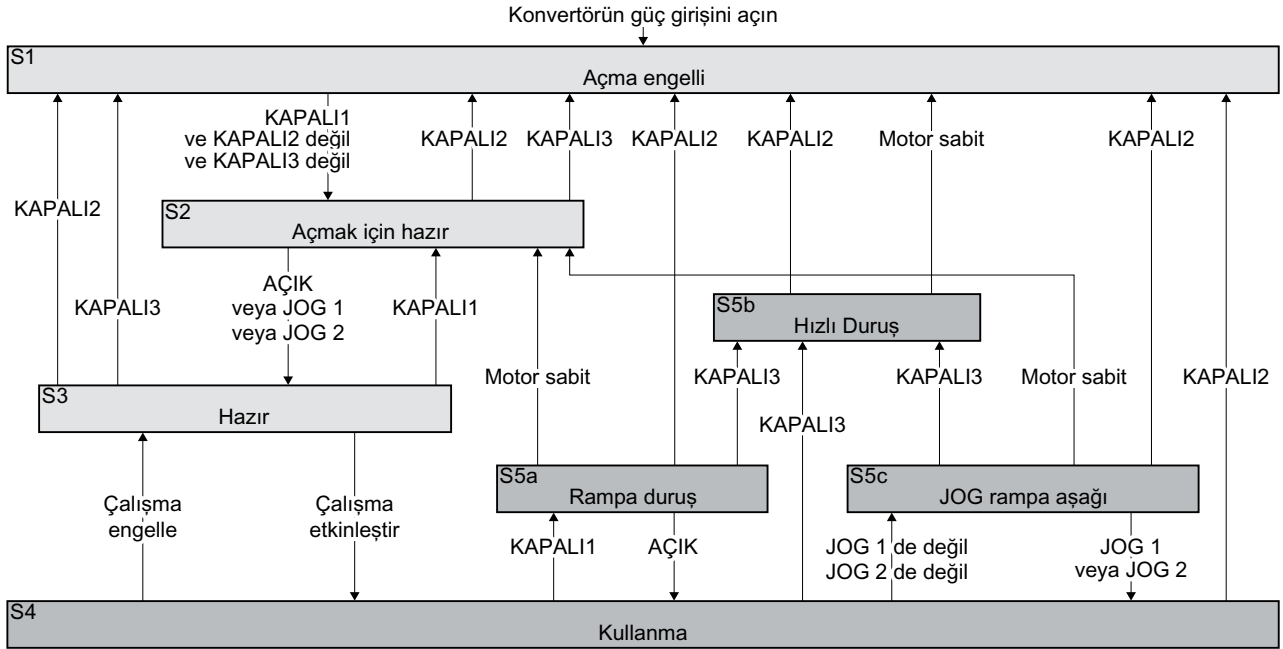 Konvertörün güç girişini açın
S1
Açma engelli
KAPALI1
ve KAPALI2 değil
ve KAPALI3 değil
KAPALI2
KAPALI3
KAPALI2
KAPALI2
Motor sabit
KAPALI2
KAPALI2
S2
Açmak için hazır
AÇIK
veya JOG 1
veya JOG 2
KAPALI3
KAPALI1
S5b
Hızlı Duruş
S3
Hazır
Motor sabit
KAPALI3
KAPALI3
Motor sabit
KAPALI2
KAPALI3
S5a
Rampa duruş
S5c
JOG rampa aşağı
Çalışma
engelle
Çalışma
etkinleştir
KAPALI1
AÇIK
JOG 1 de değil
JOG 2 de değil
JOG 1
veya JOG 2
S4
Kullanma